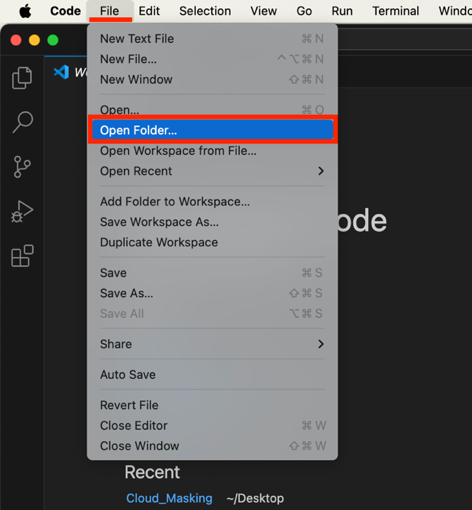 Code File Edit Selection View Go Run Terminal
New Text File ⌘ N
New File... ^⌥⌘ N
New Window ⇧⌘ N
Open... ⌘ O
Open Folder...
Open Workspace from File...
Open Recent >
Add Folder to Workspace...
Save Workspace As...
Duplicate Workspace
ode
Save ⌘ S
Save As... ⇧⌘ S
Save All ⌥⌘ S
Share >
Auto Save
Revert File
Close Editor ⌘ W
Close Window ⇧⌘ W
Recent
Cloud_Masking ~/Desktop